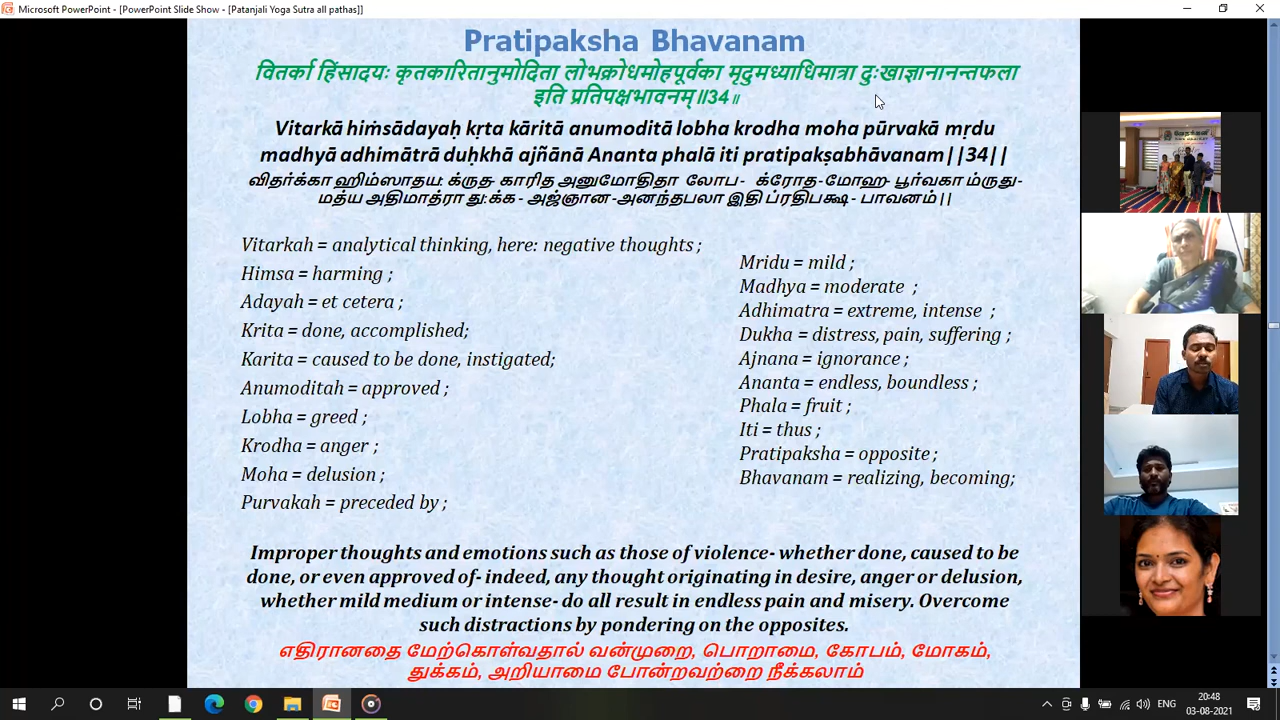 Microsoft PowerPoint - [PowerPoint Slide Show - [Patanjali Yoga Sutra all pathas]]
Pratipaksha Bhavanam
वितर्का हिंसादयः कृतकारितानुमोदिता लोभक्रोधमोहपूर्वका मृदुमध्याधिमात्रा दुःखाज्ञानानन्तफला
इति प्रतिपक्षभावनम्॥34॥
Vitarkā hiṁsādayaḥ kṛta kāritā anumoditā lobha krodha moha pūrvakā mṛdu
madhyā adhimātrā duḥkha ajñānā Ananta phalā iti pratipakṣabhāvanam||34||
விதர்க்கா ஹிம்ஸாதய: க்ருத- காரித அனுமோதிதா லோப - க்ரோத -மோஹ- பூர்வகா ம்ருது-
மத்ய அதிமாத்ரா து:க்க - அஜ்ஞான -அனந்தபலா இதி ப்ரதிபக்ஷ - பாவனம் ||
Vitarkah = analytical thinking, here: negative thoughts ;
Himsa = harming ;
Adayah = et cetera ;
Krita = done, accomplished;
Karita = caused to be done, instigated;
Anumoditah = approved ;
Lobha = greed ;
Krodha = anger ;
Moha = delusion ;
Purvakah = preceded by ;
Mridu = mild ;
Madhya = moderate ;
Adhimatra = extreme, intense ;
Dukha = distress, pain, suffering ;
Ajnana = ignorance ;
Ananta = endless, boundless ;
Phala = fruit ;
Iti = thus ;
Pratipaksha = opposite ;
Bhavanam = realizing, becoming;
Improper thoughts and emotions such as those of violence- whether done, caused to be
done, or even approved of- indeed, any thought originating in desire, anger or delusion,
whether mild medium or intense- do all result in endless pain and misery. Overcome
such distractions by pondering on the opposites.
எதிரானதை மேற்கொள்வதால் வன்முறை, பொறாமை, கோபம், மோகம்,
துக்கம், அறியாமை போன்றவற்றை நீக்கலாம்
ENG
20:48
03-08-2021